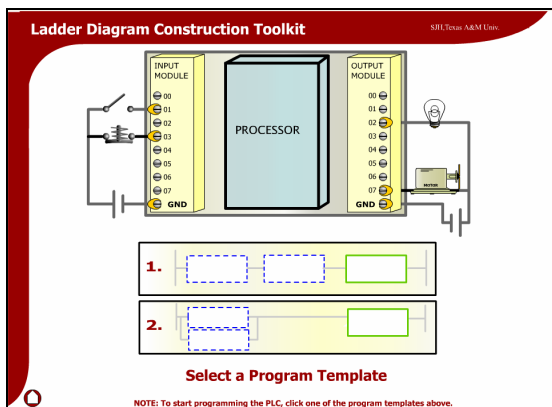 Ladder Diagram Construction Toolkit
SJH,Texas A&M Univ.
INPUT
MODULE
00
01
02
03
04
05
06
07
GND
PROCESSOR
OUTPUT
MODULE
00
01
02
03
04
05
06
07
GND
MOTOR
1.
2.
Select a Program Template
NOTE: To start programming the PLC, click one of the program templates above.